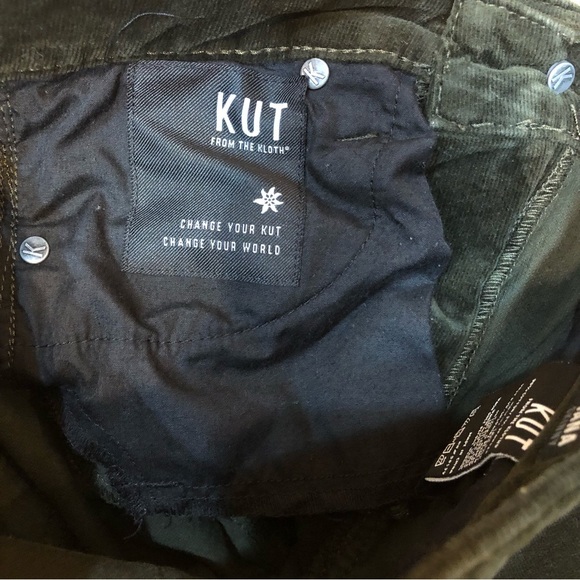 KUT
FROM THE KLOTH®
CHANGE YOUR KUT
CHANGE YOUR WORLD
K
K
K
KUT